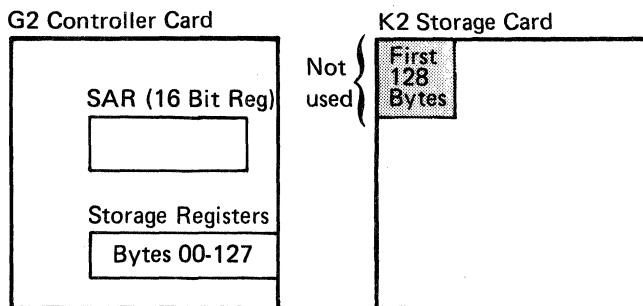 G2 Controller Card
SAR (16 Bit Reg)
Storage Registers
Bytes 00-127
K2 Storage Card
Not
used
First
128
Bytes